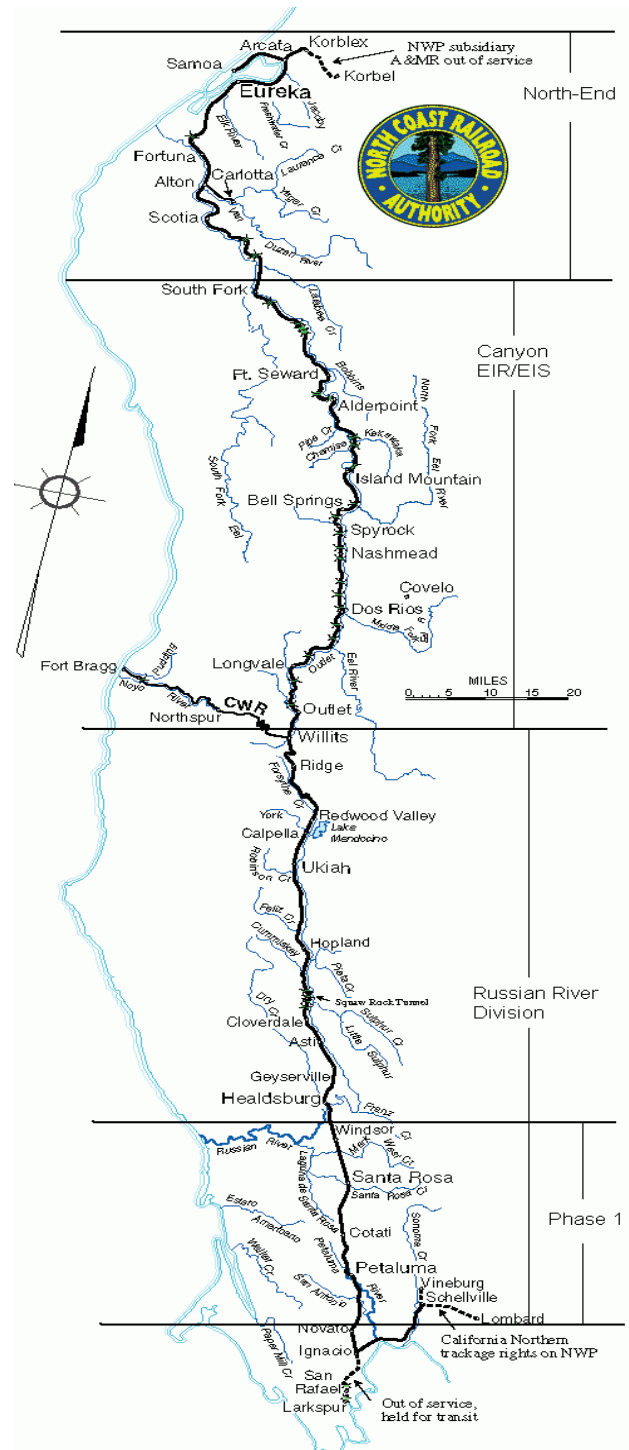 Korblex
Arcata
Samoa
Korbel
NWP subsidiary
A &MR out of service
North-End
Eureka
Jacoby
Freshwater Cr
Elk River
NORTH COAST RAILROAD
· AUTHORITY ·
Fortuna
Carlotta
Laurence Cr
Alton
Yager Cr
Van
Scotia
Duzen River
South Fork
Larabee Cr
Canyon
EIR/EIS
Ft. Seward
Dobbins
Alderpoint
North
Fork
Eel
River
Pipe Cr
Chamise
Kekawaka
Island Mountain
South Fork
Eel
Bell Springs
Spyrock
Nashmead
Covelo
Dos Rios
Middle Fork
Fort Bragg
Pudding
Longvale
Outlet
Eel River
MILES
0 5 10 15 20
Noyo
River
CWR
Northspur
Outlet
Willits
Ridge
Forsythe Cr
York
Redwood Valley
Lake
Mendocino
Calpella
Robinson Cr
Ukiah
Feliz Cr
Cummiskey
Hopland
Pieta Cr
Squaw Rock Tunnel
Dry Cr
Cloverdale
Sulphur Cr
Little Sulphur
Asti
Russian River
Division
Geyserville
Healdsburg
Franz Cr
Windsor
Russian River
Mark West Cr
Laguna de Santa Rosa
Santa Rosa
Santa Rosa Cr
Phase 1
Estero
Americano
Cotati
Sonoma Cr
Walker Cr
Petaluma
Petaluma
River
San Antonio
Vineburg
Schellville
Lombard
Novato
California Northern
trackage rights on NWP
Ignacio
Paper Mill Cr
San
Rafael
Larkspur
Out of service,
held for transit